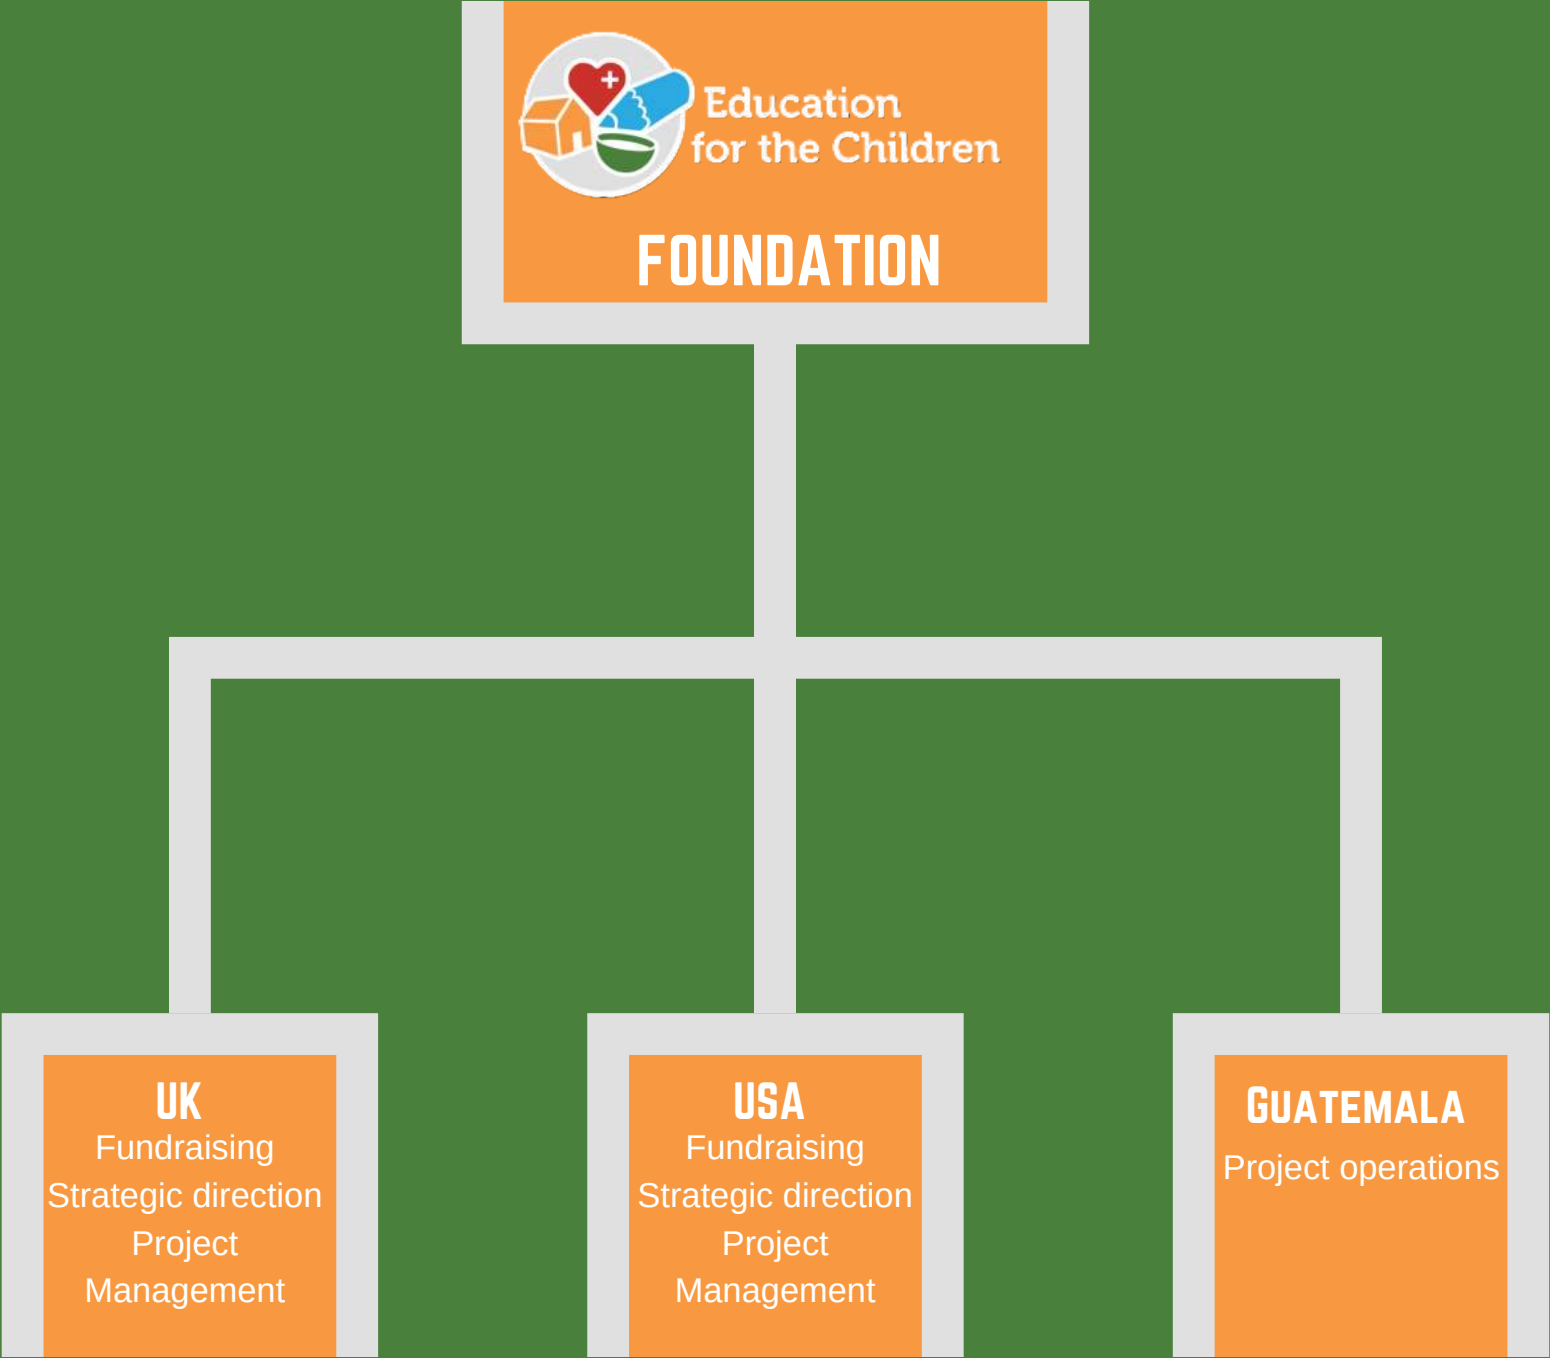 Education
for the Children
FOUNDATION
UK
Fundraising
Strategic direction
Project
Management
USA
Fundraising
Strategic direction
Project
Management
GUATEMALA
Project operations